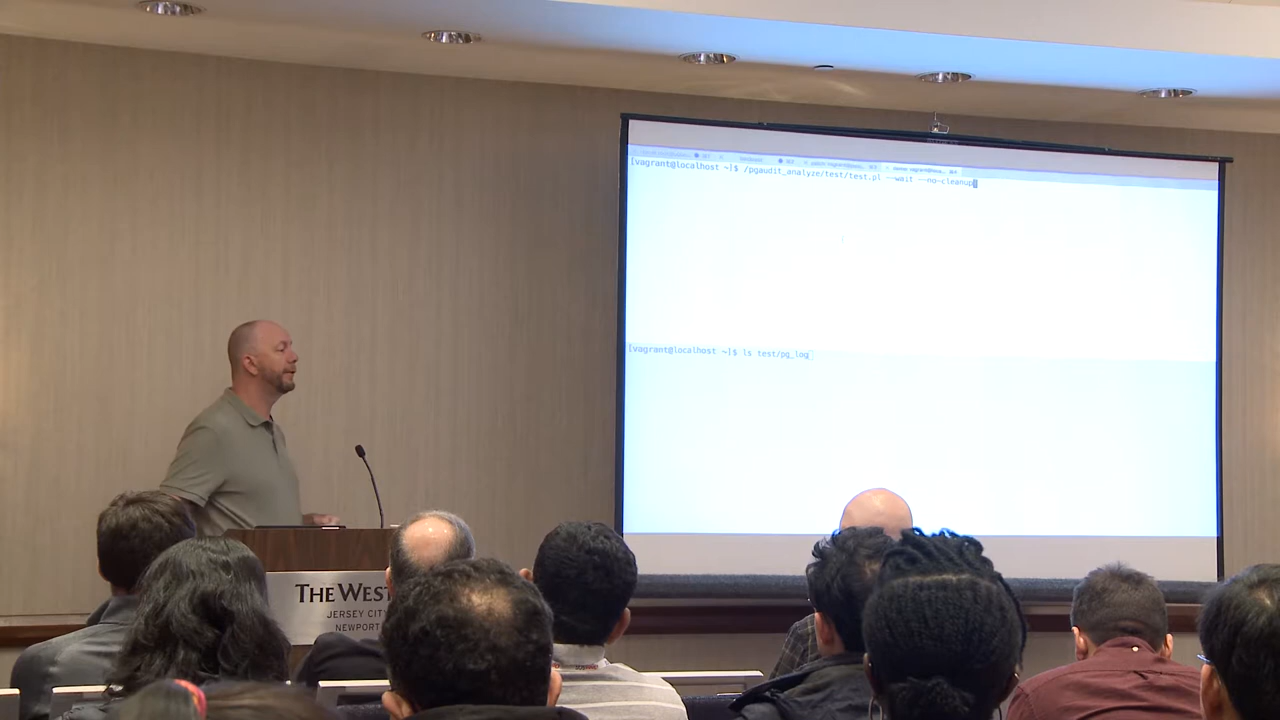 [vagrant@localhost ~]$ /pgaudit_analyze/test/test.pl --wait --no-cleanup
[vagrant@localhost ~]$ ls test/pg_log
THE WEST
JERSEY CITY
NEWPORT